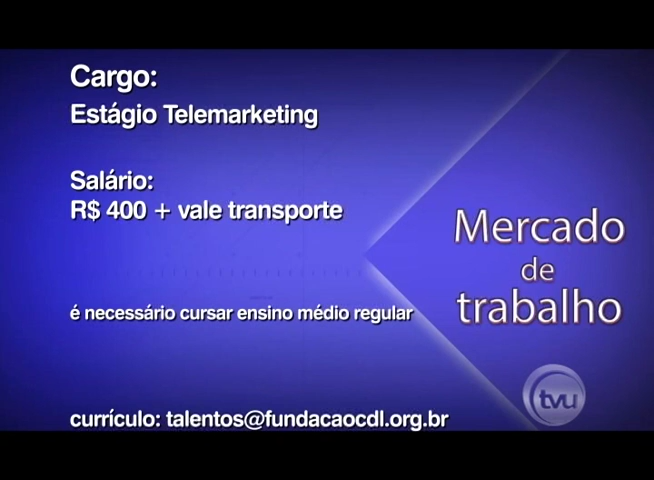 Cargo:
Estágio Telemarketing
Salário:
R$ 400 + vale transporte
é necessário cursar ensino médio regular
currículo: talentos@fundacaocdl.org.br
Mercado
de
trabalho
tvu